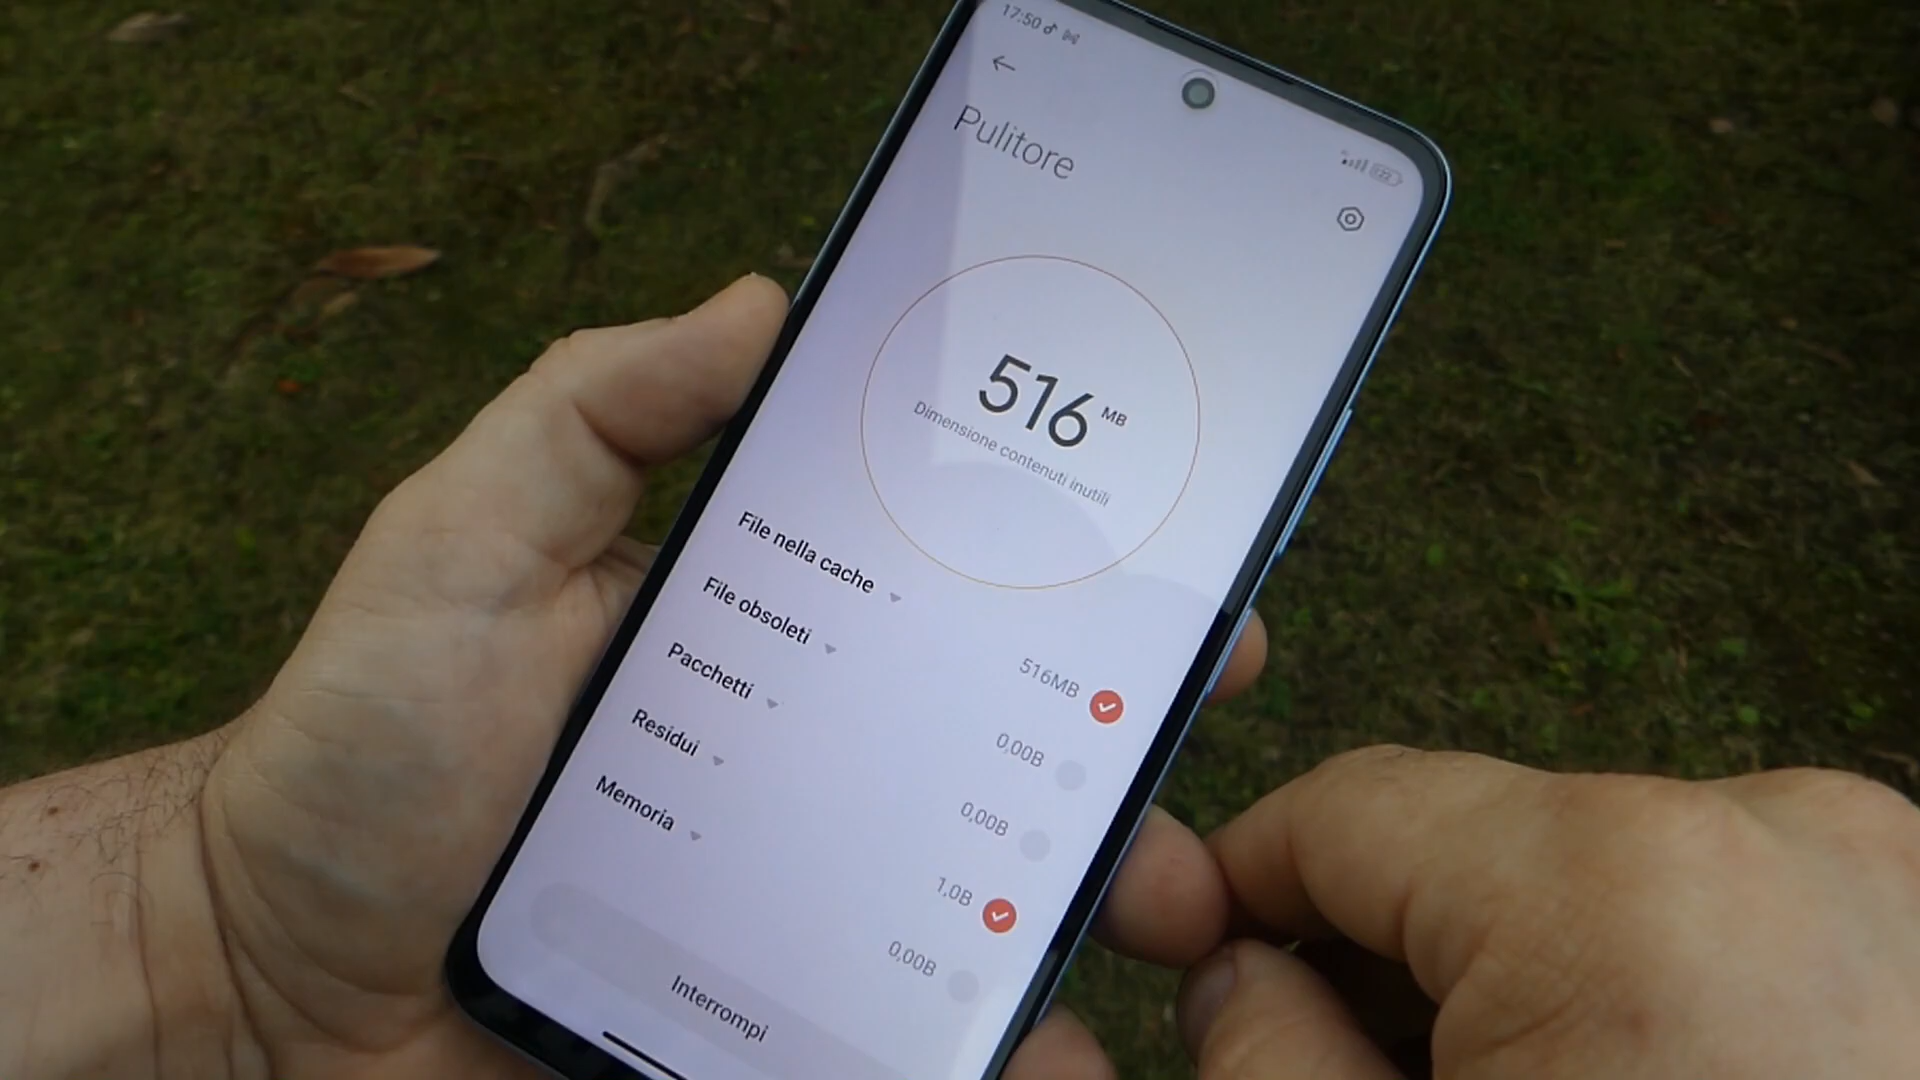 17:50
Pulitore
516 MB
Dimensione contenuti inutili
File nella cache 516MB
File obsoleti 0,00B
Pacchetti 0,00B
Residui 1,0B
Memoria 0,00B
Interrompi